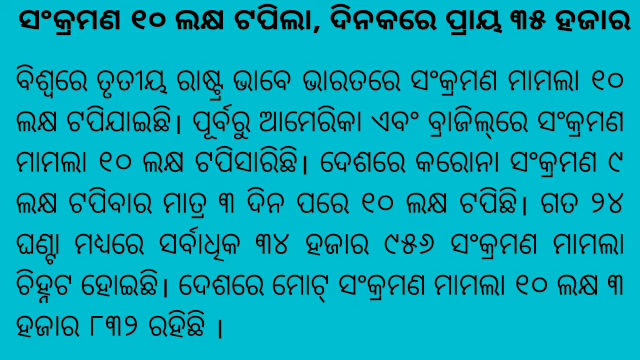 ସଂକ୍ରମଣ ୧୦ ଲକ୍ଷ ଟପିଲା, ଦିନକରେ ପ୍ରାୟ ୩୫ ହଜାର
ବିଶ୍ୱରେ ତୃତୀୟ ରାଷ୍ଟ୍ର ଭାବେ ଭାରତରେ ସଂକ୍ରମଣ ମାମଲା ୧୦
ଲକ୍ଷ ଟପିଯାଇଛି। ପୂର୍ବରୁ ଆମେରିକା ଏବଂ ବ୍ରାଜିଲ୍‌ରେ ସଂକ୍ରମଣ
ମାମଲା ୧୦ ଲକ୍ଷ ଟପିସାରିଛି। ଦେଶରେ କରୋନା ସଂକ୍ରମଣ ୯
ଲକ୍ଷ ଟପିବାର ମାତ୍ର ୩ ଦିନ ପରେ ୧୦ ଲକ୍ଷ ଟପିଛି। ଗତ ୨୪
ଘଣ୍ଟା ମଧ୍ୟରେ ସର୍ବାଧିକ ୩୪ ହଜାର ୯୫୬ ସଂକ୍ରମଣ ମାମଲା
ଚିହ୍ନଟ ହୋଇଛି। ଦେଶରେ ମୋଟ୍ ସଂକ୍ରମଣ ମାମଲା ୧୦ ଲକ୍ଷ ୩
ହଜାର ୮୩୨ ରହିଛି ।